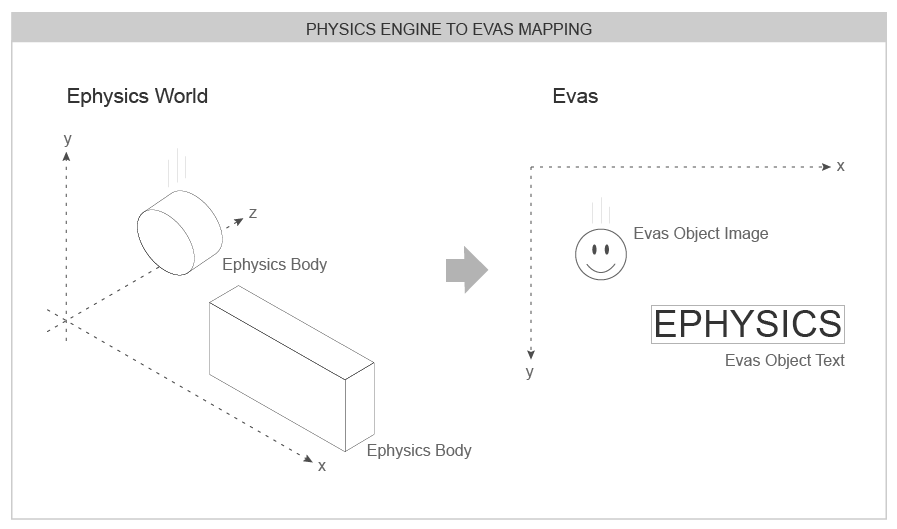 PHYSICS ENGINE TO EVAS MAPPING
Ephysics World
Evas
y
x
z
Evas Object Image
Ephysics Body
EPHYSICS
Evas Object Text
y
Ephysics Body
x